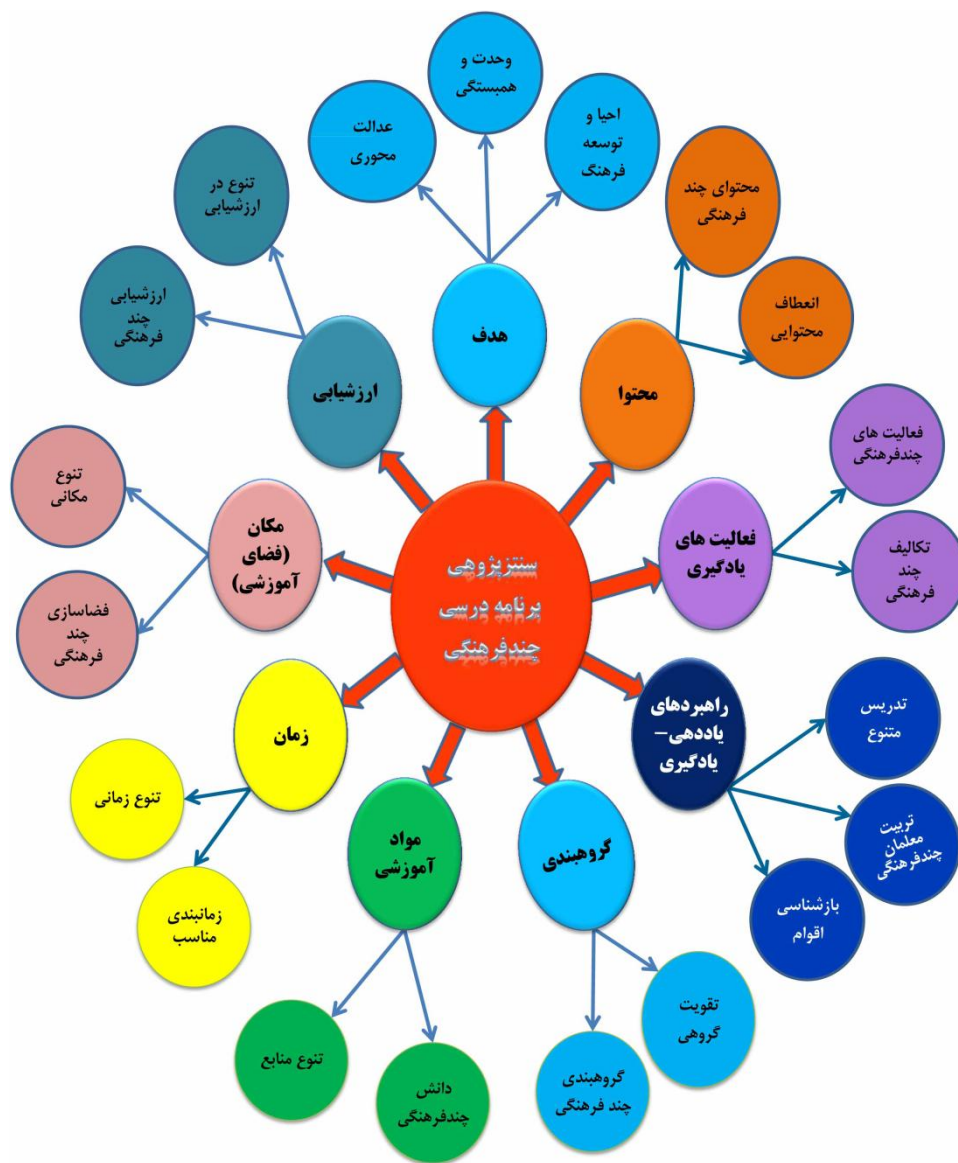 سنتزپژوهی
برنامه درسی
چندفرهنگی
هدف
عدالت
محوری
وحدت و
همبستگی
احیا و
توسعه
فرهنگ
محتوا
محتوای چند
فرهنگی
انعطاف
محتوایی
فعالیت های
یادگیری
فعالیت های
چندفرهنگی
تکالیف
چند
فرهنگی
راهبردهای
یاددهی-
یادگیری
تدریس
متنوع
تربیت
معلمان
چندفرهنگی
بازشناسی
اقوام
گروهبندی
تقویت
گروهی
گروهبندی
چند فرهنگی
مواد
آموزشی
دانش
چندفرهنگی
تنوع منابع
زمان
تنوع زمانی
زمانبندی
مناسب
مکان
(فضای
آموزشی)
تنوع
مکانی
فضاسازی
چند
فرهنگی
ارزشیابی
تنوع در
ارزشیابی
ارزشیابی
چند
فرهنگی